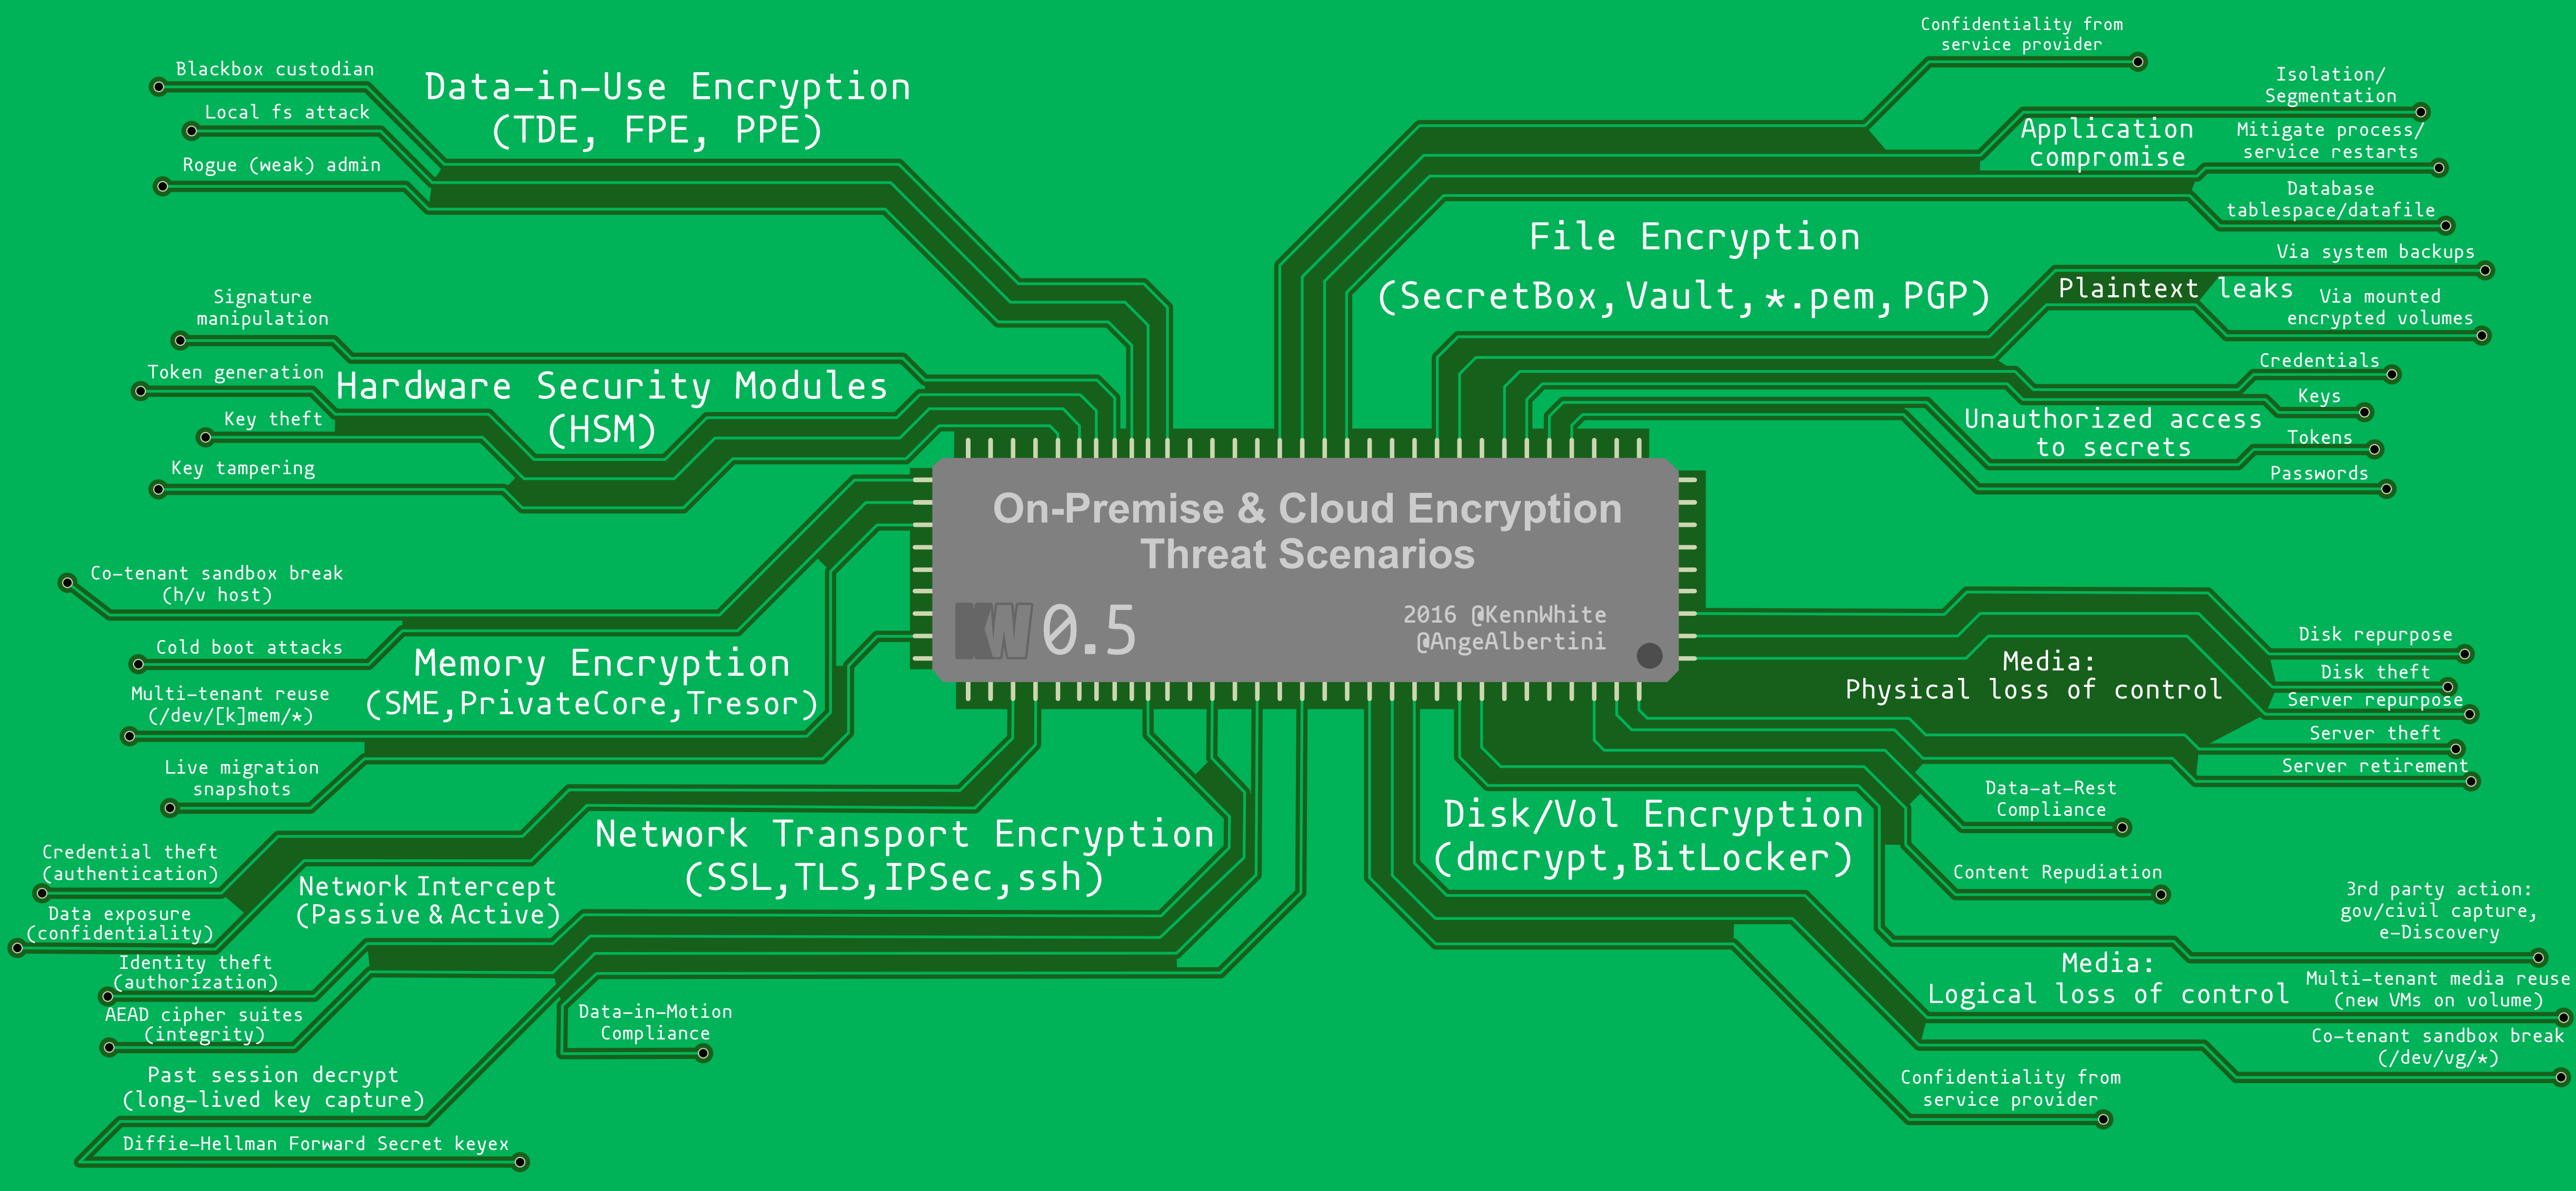 Blackbox custodian
Local fs attack
Rogue (weak) admin
Data-in-Use Encryption
(TDE, FPE, PPE)
Signature
manipulation
Token generation
Key theft
Key tampering
Hardware Security Modules
(HSM)
Co-tenant sandbox break
(h/v host)
Cold boot attacks
Multi-tenant reuse
(/dev/[k]mem/*)
Live migration
snapshots
Memory Encryption
(SME,PrivateCore,Tresor)
Credential theft
(authentication)
Data exposure
(confidentiality)
Network Intercept
(Passive & Active)
Identity theft
(authorization)
AEAD cipher suites
(integrity)
Past session decrypt
(long-lived key capture)
Diffie-Hellman Forward Secret keyex
Data-in-Motion
Compliance
Network Transport Encryption
(SSL,TLS,IPSec,ssh)
On-Premise & Cloud Encryption
Threat Scenarios
KW 0.5
2016 @KennWhite
@AngeAlbertini
Confidentiality from
service provider
Isolation/
Segmentation
Application
compromise
Mitigate process/
service restarts
Database
tablespace/datafile
File Encryption
(SecretBox,Vault,*.pem,PGP)
Via system backups
Plaintext leaks
Via mounted
encrypted volumes
Credentials
Keys
Unauthorized access
to secrets
Tokens
Passwords
Media:
Physical loss of control
Disk repurpose
Disk theft
Server repurpose
Server theft
Server retirement
Data-at-Rest
Compliance
Content Repudiation
Disk/Vol Encryption
(dmcrypt,BitLocker)
3rd party action:
gov/civil capture,
e-Discovery
Media:
Logical loss of control
Multi-tenant media reuse
(new VMs on volume)
Co-tenant sandbox break
(/dev/vg/*)
Confidentiality from
service provider